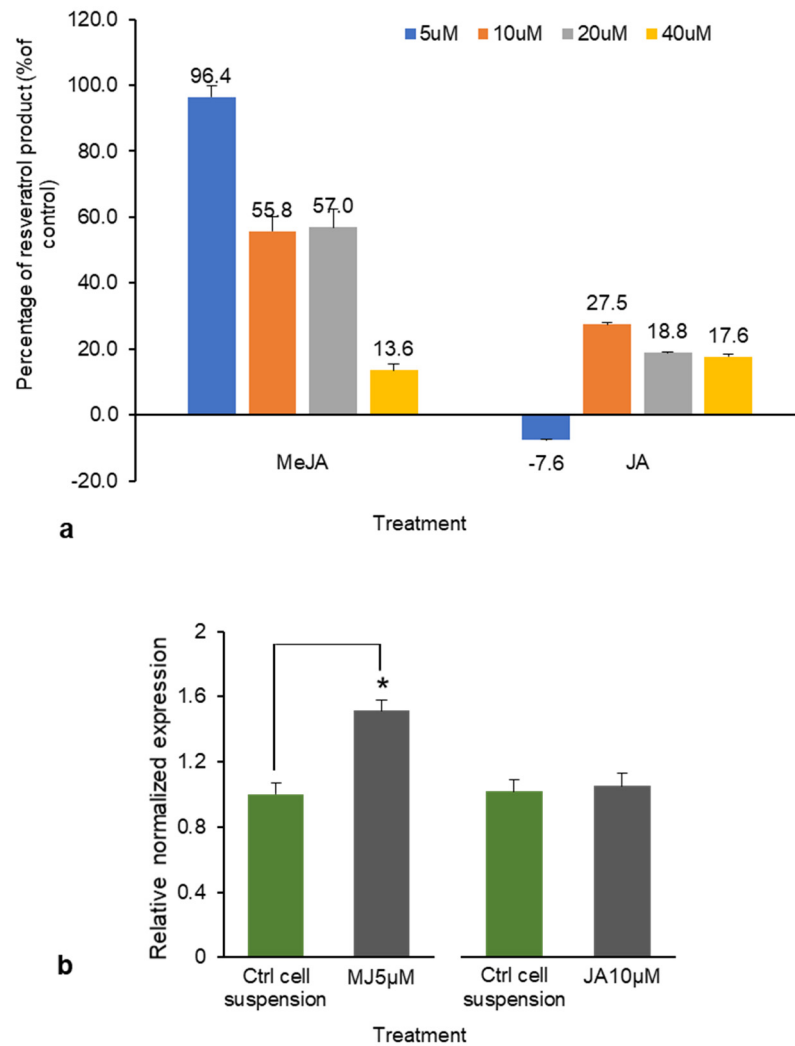 Percentage of resveratrol product (%of
control)
120.0
100.0
80.0
60.0
40.0
20.0
0.0
-20.0
5uM 10uM 20uM 40uM
96.4
55.8
57.0
13.6
-7.6
27.5
18.8
17.6
MeJA JA
Treatment
a
Relative normalized expression
2
1.6
1.2
0.8
0.4
0
*
Ctrl cell
suspension
MJ5µM
Ctrl cell
suspension
JA10µM
Treatment
b